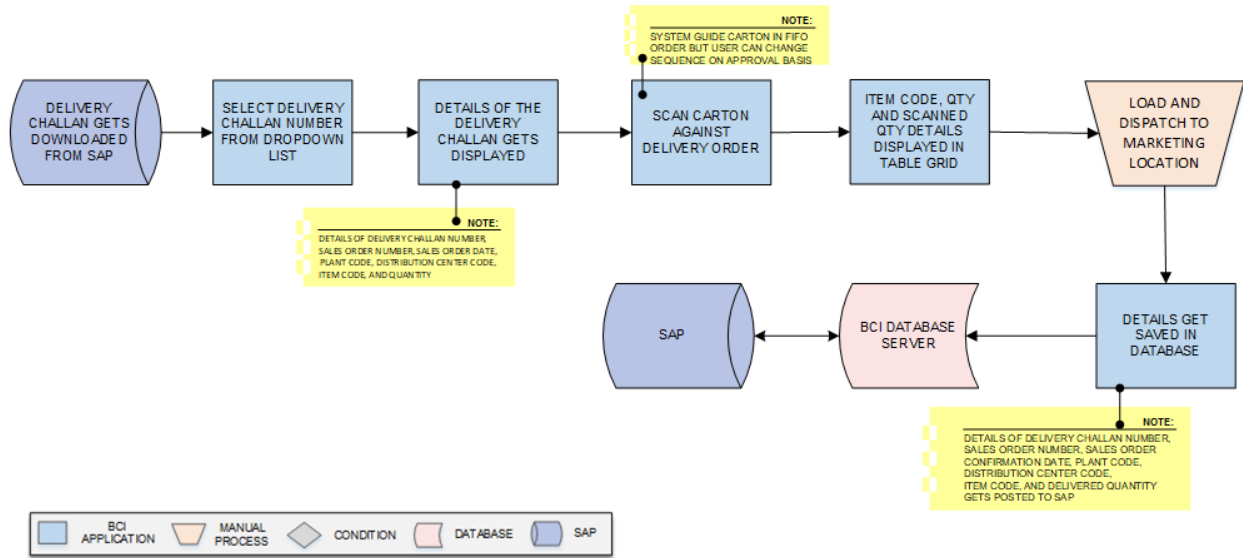 NOTE:
SYSTEM GUIDE CARTON IN FIFO
ORDER BUT USER CAN CHANGE
SEQUENCE ON APPROVAL BASIS
DELIVERY
CHALLAN GETS
DOWNLOADED
FROM SAP
SELECT DELIVERY
CHALLAN NUMBER
FROM DROPDOWN
LIST
DETAILS OF THE
DELIVERY
CHALLAN GETS
DISPLAYED
SCAN CARTON
AGAINST
DELIVERY ORDER
ITEM CODE, QTY
AND SCANNED
QTY DETAILS
DISPLAYED IN
TABLE GRID
LOAD AND
DISPATCH TO
MARKETING
LOCATION
NOTE:
DETAILS OF DELIVERY CHALLAN NUMBER,
SALES ORDER NUMBER, SALES ORDER DATE,
PLANT CODE, DISTRIBUTION CENTER CODE,
ITEM CODE, AND QUANTITY
SAP
BCI DATABASE
SERVER
DETAILS GET
SAVED IN
DATABASE
NOTE:
DETAILS OF DELIVERY CHALLAN NUMBER,
SALES ORDER NUMBER, SALES ORDER
CONFIRMATION DATE, PLANT CODE,
DISTRIBUTION CENTER CODE,
ITEM CODE, AND DELIVERED QUANTITY
GETS POSTED TO SAP
BCI
APPLICATION
MANUAL
PROCESS
CONDITION
DATABASE
SAP